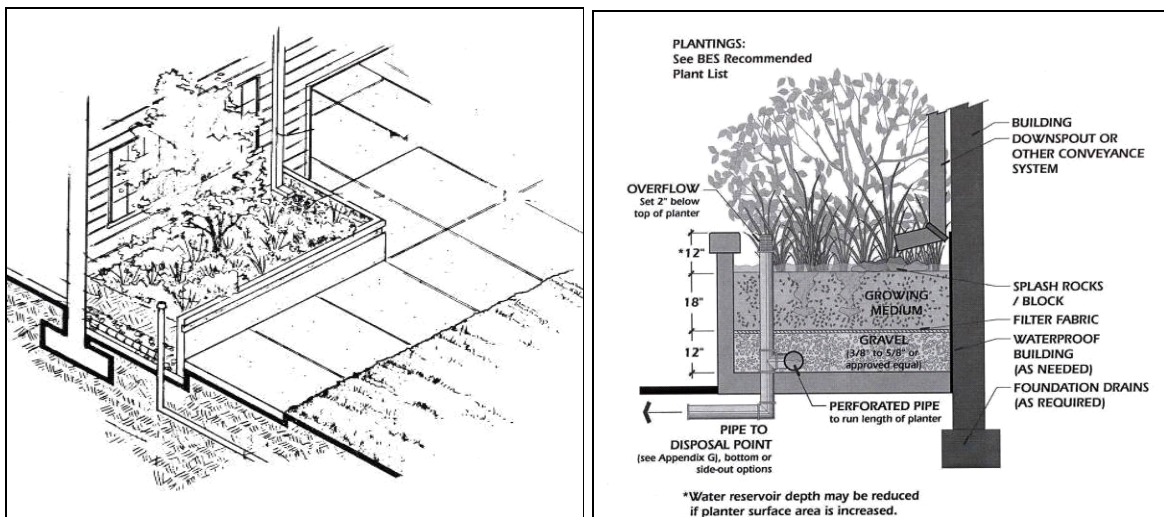 PLANTINGS:
See BES Recommended
Plant List
BUILDING
DOWNSPOUT OR
OTHER CONVEYANCE
SYSTEM
OVERFLOW
Set 2" below
top of planter
*12"
SPLASH ROCKS
/ BLOCK
18"
GROWING
MEDIUM
FILTER FABRIC
GRAVEL
(3/8" to 5/8" or
approved equal)
WATERPROOF
BUILDING
(AS NEEDED)
12"
FOUNDATION DRAINS
(AS REQUIRED)
PERFORATED PIPE
to run length of planter
PIPE TO
DISPOSAL POINT
(see Appendix G), bottom or
side-out options
*Water reservoir depth may be reduced
if planter surface area is increased.